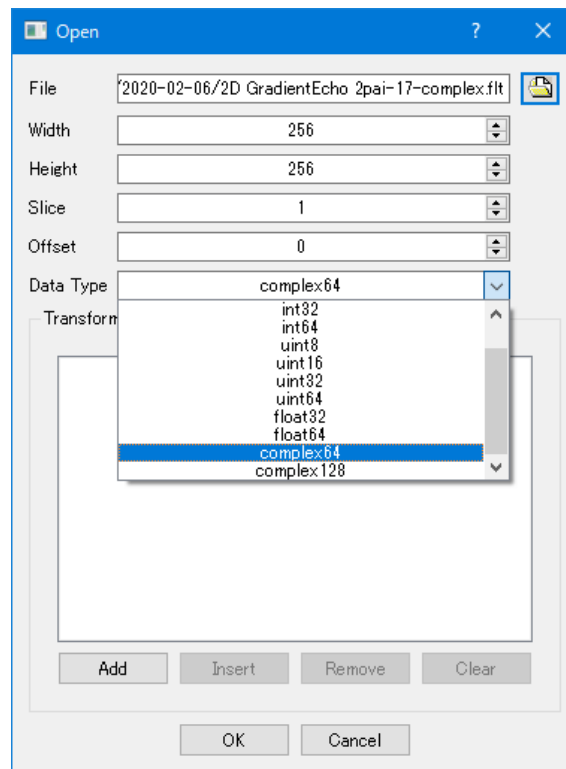 Open
File '2020-02-06/2D GradientEcho 2pai-17-complex.flt
Width 256
Height 256
Slice 1
Offset 0
Data Type complex64
Transform
int32
int64
uint8
uint16
uint32
uint64
float32
float64
complex64
complex128
Add Insert Remove Clear
OK Cancel